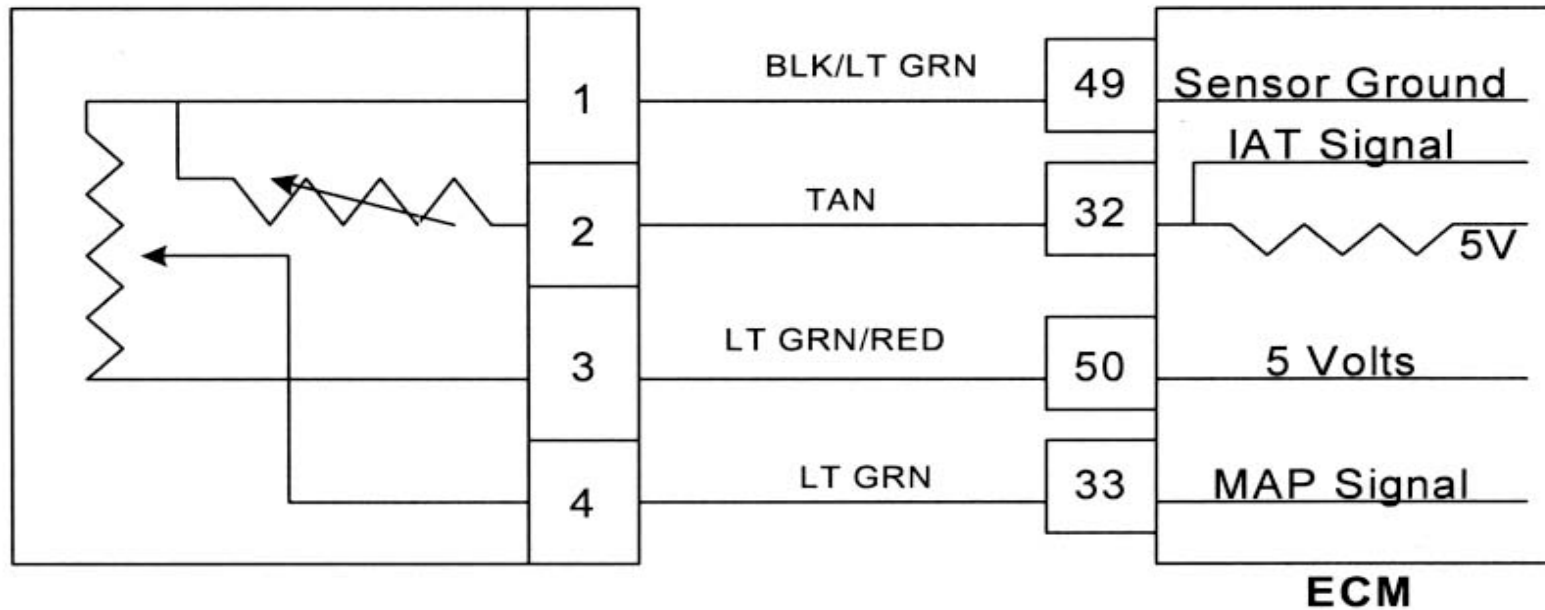 1 BLK/LT GRN 49 Sensor Ground
IAT Signal
2 TAN 32 5V
3 LT GRN/RED 50 5 Volts
4 LT GRN 33 MAP Signal
ECM